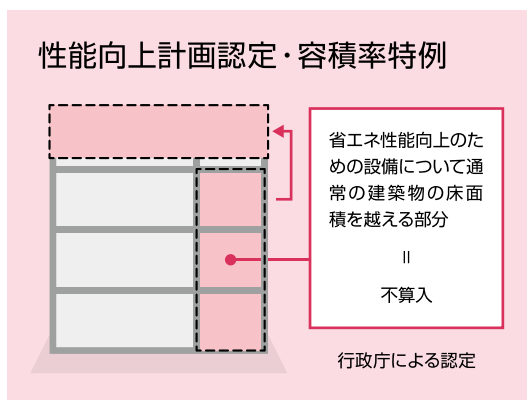 性能向上計画認定・容積率特例
省エネ性能向上のた
めの設備について通
常の建築物の床面
積を越える部分
＝
不算入
行政庁による認定